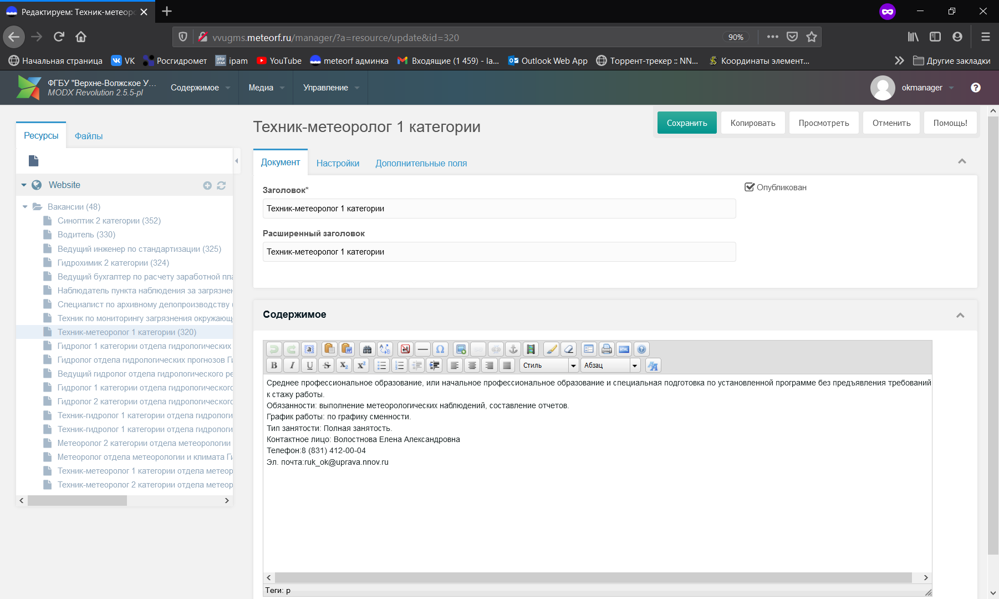 Редактируем: Техник-метеоро
vvugms.meteorf.ru/manager/?a=resource/update&id=320
90%
Начальная страница
VK
Росгидромет
php IPAM
ipam
YouTube
meteorf админка
Входящие (1 459) - la...
Outlook Web App
Торрент-трекер :: NN...
Координаты элемент...
Другие закладки
ФГБУ "Верхне-Волжское У...
MODX Revolution 2.5.5-pl
Содержимое
Медиа
Управление
okmanager
Ресурсы
Файлы
Техник-метеоролог 1 категории
Сохранить
Копировать
Просмотреть
Отменить
Помощь!
Website
Вакансии (48)
Синоптик 2 категории (352)
Водитель (330)
Ведущий инженер по стандартизации (325)
Гидрохимик 2 категории (324)
Ведущий бухгалтер по расчету заработной пла
Наблюдатель пункта наблюдения за загрязнен
Специалист по архивному делопроизводству (
Техник по мониторингу загрязнения окружающе
Техник-метеоролог 1 категории (320)
Гидролог 1 категории отдела гидрологических
Гидролог отдела гидрологических прогнозов Ги
Ведущий гидролог отдела гидрологического ре
Гидролог 1 категории отдела гидрологического
Гидролог 2 категории отдела гидрологического
Техник-гидролог 1 категории отдела гидрологи
Техник-гидролог 1 категории отдела гидрологи
Метеоролог 2 категории отдела метеорологии
Метеоролог отдела метеорологии и климата Ги
Техник-метеоролог 1 категории отдела метеор
Техник-метеоролог 2 категории отдела метеор
Документ
Настройки
Дополнительные поля
Заголовок*
Техник-метеоролог 1 категории
Опубликован
Расширенный заголовок
Техник-метеоролог 1 категории
Содержимое
HTML
B I U S X₂ X²
Стиль
Абзац
Среднее профессиональное образование, или начальное профессиональное образование и специальная подготовка по установленной программе без предъявления требований
к стажу работы.
Обязанности: выполнение метеорологических наблюдений, составление отчетов.
График работы: по графику сменности.
Тип занятости: Полная занятость.
Контактное лицо: Волостнова Елена Александровна
Телефон:8 (831) 412-00-04
Эл. почта:ruk_ok@uprava.nnov.ru
Теги: p